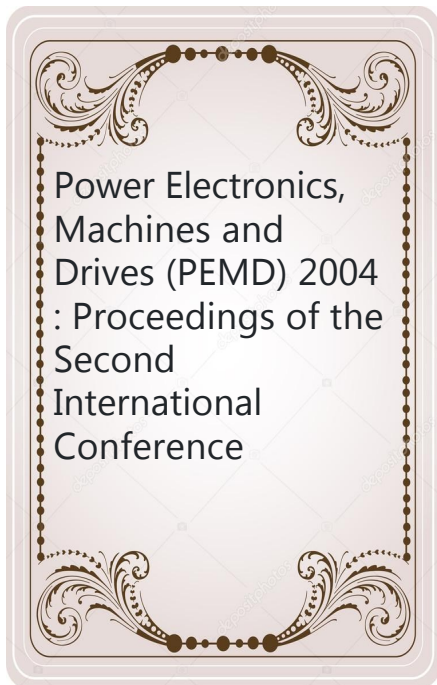 Power Electronics,
Machines and
Drives (PEMD) 2004
: Proceedings of the
Second
International
Conference